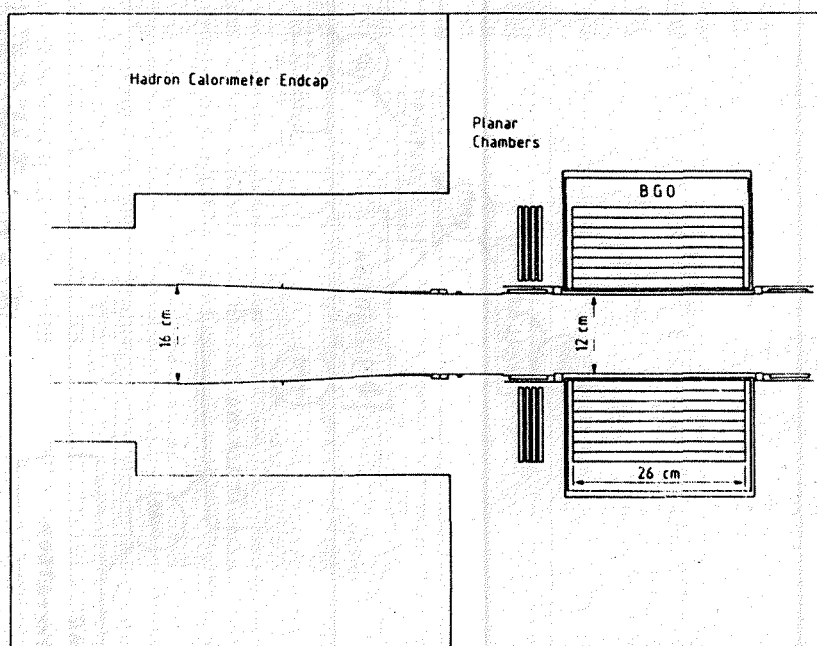 Hadron Calorimeter Endcap
Planar
Chambers
BGO
16 cm
12 cm
26 cm